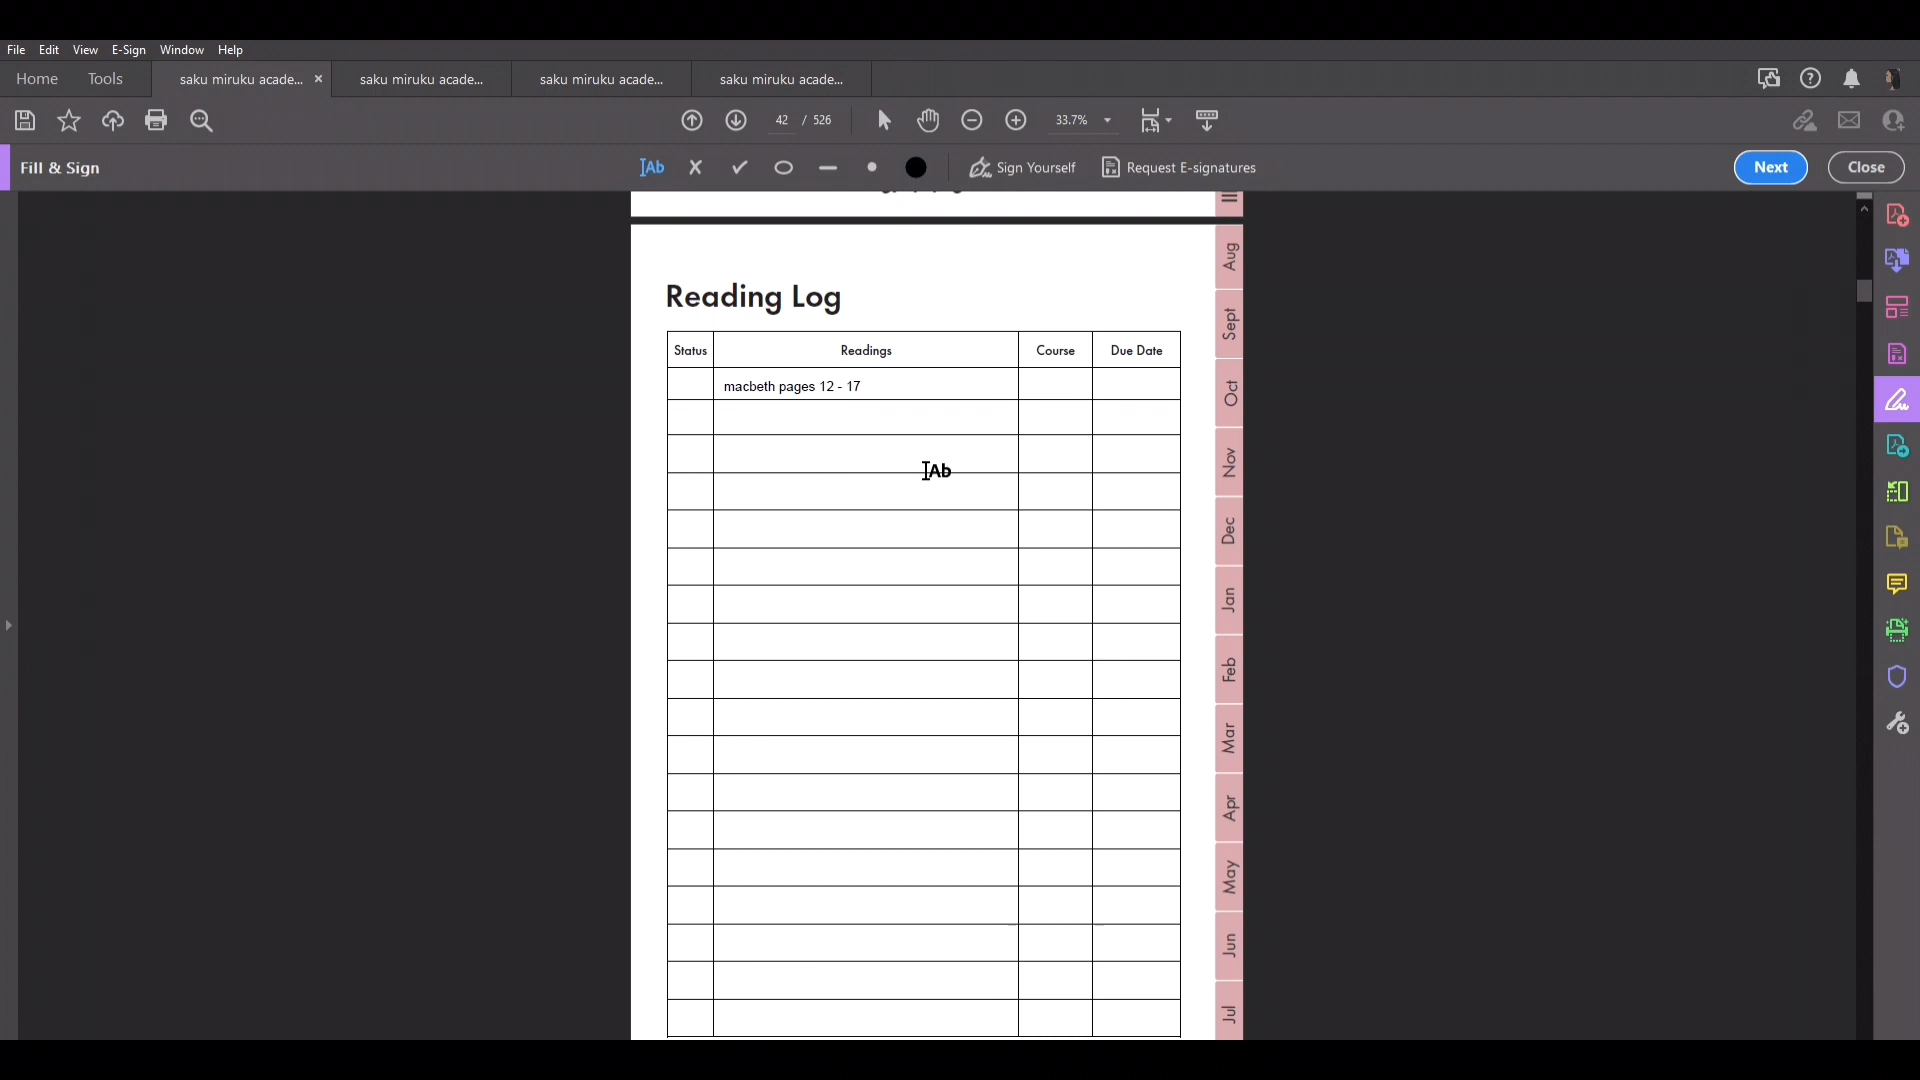 File Edit View E-Sign Window Help
Home Tools saku miruku acade... × saku miruku acade... saku miruku acade... saku miruku acade...
42 / 526 33.7%
Fill & Sign IAb Sign Yourself Request E-signatures Next Close
Reading Log
Status Readings Course Due Date
macbeth pages 12 - 17
IAb
Aug
Sept
Oct
Nov
Dec
Jan
Feb
Mar
Apr
May
Jun
Jul